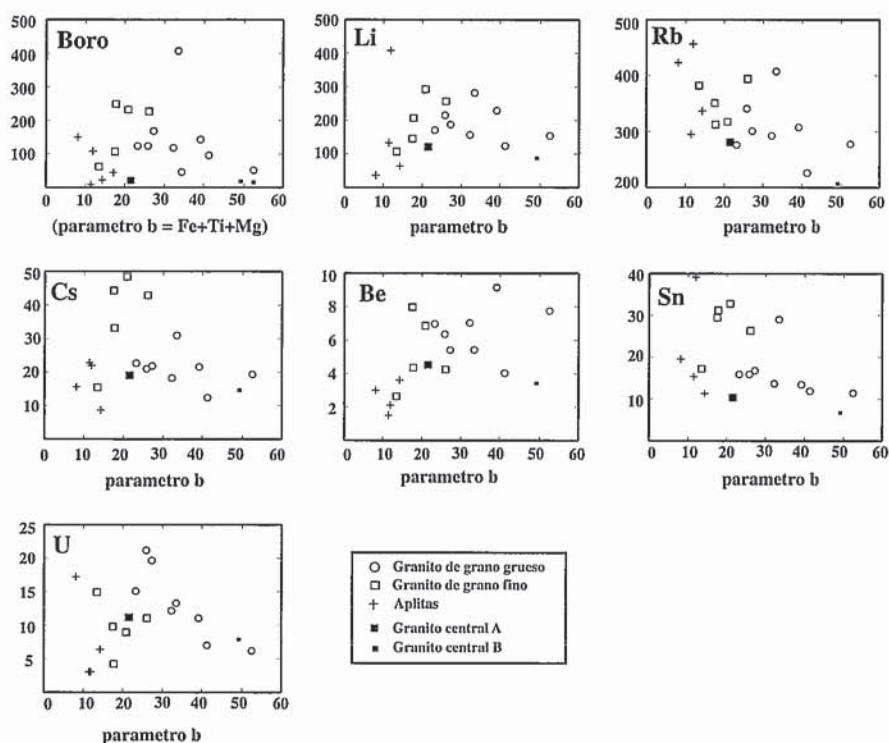 Boro
500
400
300
200
100
0 10 20 30 40 50 60
(parametro b = Fe+Ti+Mg)
Li
500
400
300
200
100
0 10 20 30 40 50 60
parametro b
Rb
500
400
300
200
0 10 20 30 40 50 60
parametro b
Cs
50
40
30
20
10
0 10 20 30 40 50 60
parametro b
Be
10
8
6
4
2
0 10 20 30 40 50 60
parametro b
Sn
40
30
20
10
0 10 20 30 40 50 60
parametro b
U
25
20
15
10
5
0 10 20 30 40 50 60
parametro b
Granito de grano grueso
Granito de grano fino
Aplitas
Granito central A
Granito central B